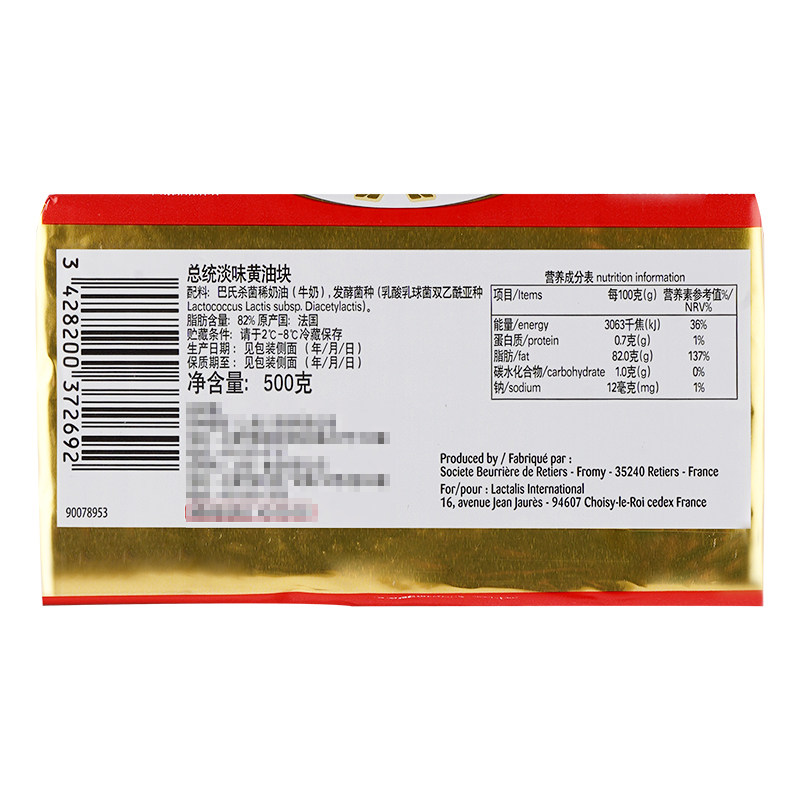 3 428200 372692
90078953
总统淡味黄油块
配料: 巴氏杀菌稀奶油（牛奶）, 发酵菌种（乳酸乳球菌双乙酰亚种
Lactococcus Lactis subsp. Diacetylactis)。
脂肪含量: 82% 原产国: 法国
贮藏条件: 请于2℃-8℃冷藏保存
生产日期: 见包装侧面（年/月/日）
保质期至: 见包装侧面（年/月/日）
净含量: 500克
营养成分表 nutrition information
项目/Items 每100克(g) 营养素参考值%/
NRV%
能量/energy 3063千焦(kJ) 36%
蛋白质/protein 0.7克(g) 1%
脂肪/fat 82.0克(g) 137%
碳水化合物/carbohydrate 1.0克(g) 0%
钠/sodium 12毫克(mg) 1%
Produced by / Fabriqué par :
Societe Beurrière de Retiers - Fromy - 35240 Retiers - France
For/pour : Lactalis International
16, avenue Jean Jaurès - 94607 Choisy-le-Roi cedex France